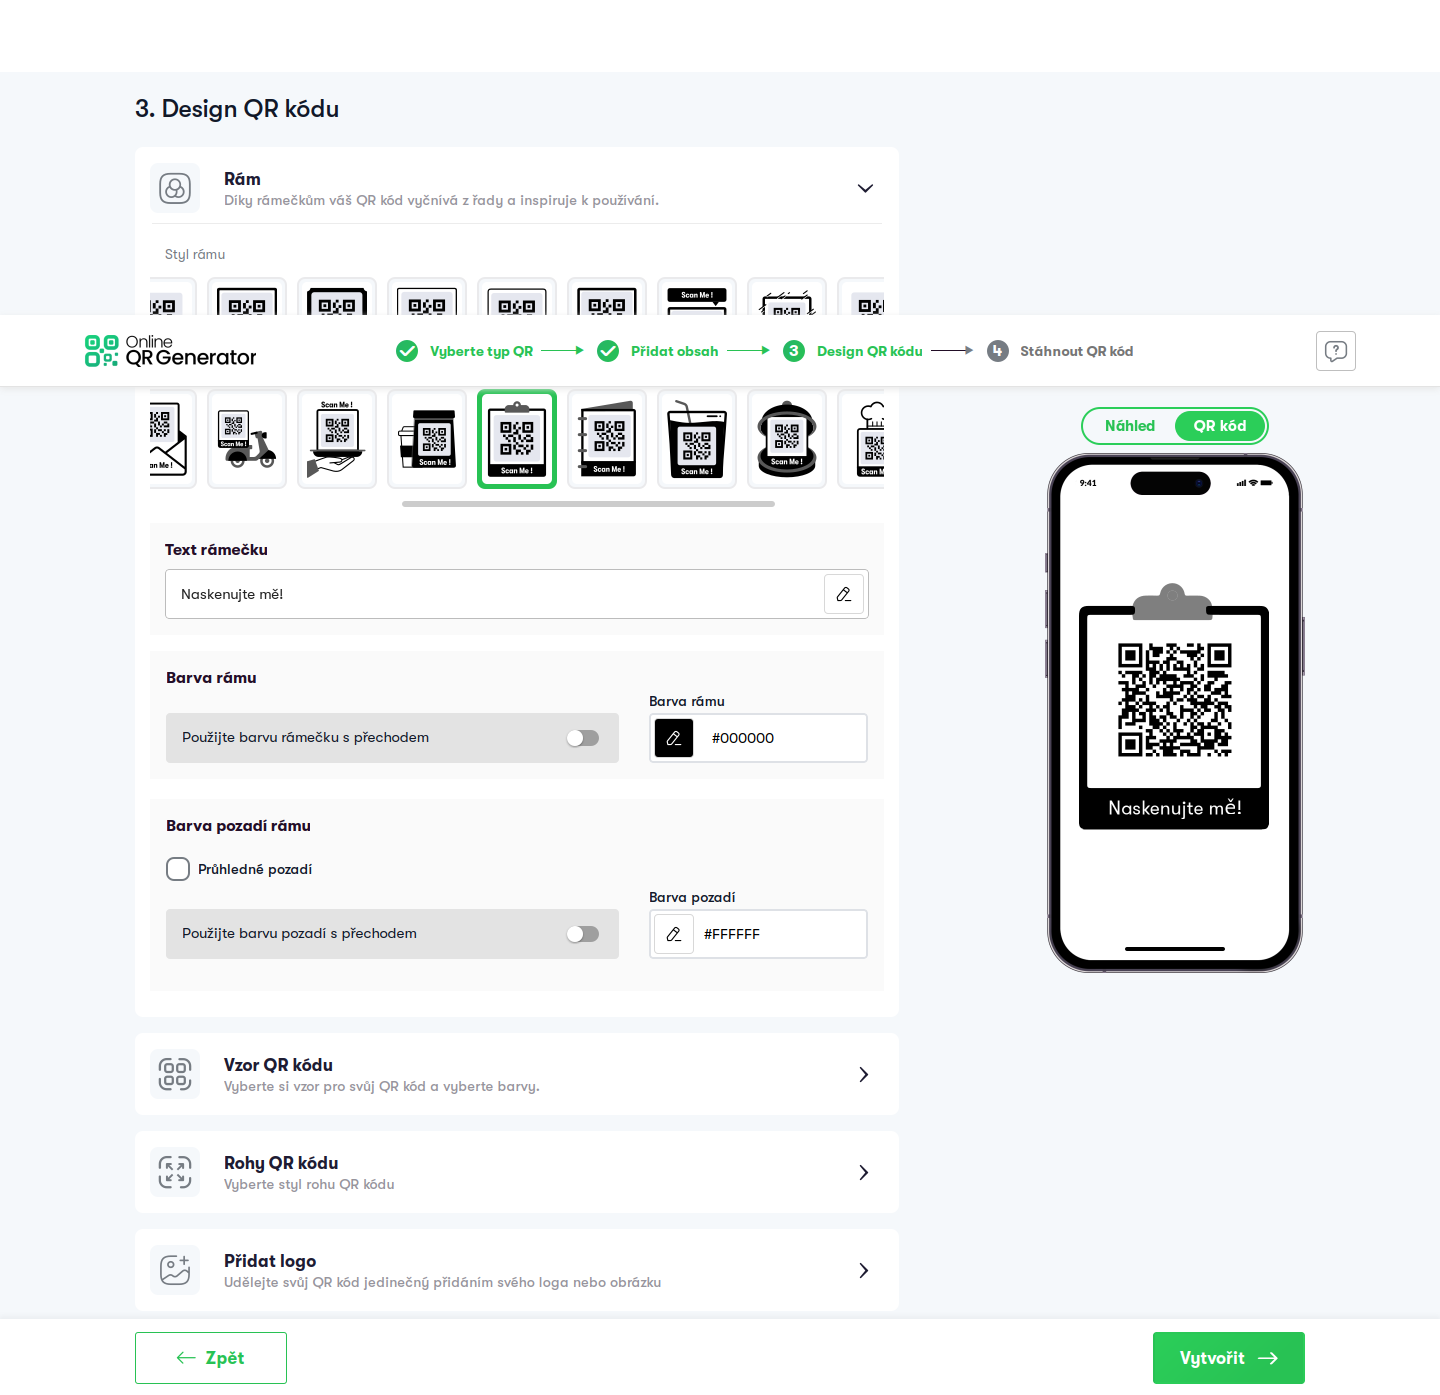 3. Design QR kódu
Rám
Díky rámečkům váš QR kód vyčnívá z řady a inspiruje k používání.
Styl rámu
Scan Me !
Online
QR Generator
Vyberte typ QR
Přidat obsah
3 Design QR kódu
4 Stáhnout QR kód
Scan Me !
Scan Me !
Scan Me !
Scan Me !
Scan Me !
Scan Me !
Scan Me !
Náhled
QR kód
9:41
Text rámečku
Naskenujte mě!
Barva rámu
Barva rámu
Použijte barvu rámečku s přechodem
#000000
Naskenujte mě!
Barva pozadí rámu
Průhledné pozadí
Barva pozadí
Použijte barvu pozadí s přechodem
#FFFFFF
Vzor QR kódu
Vyberte si vzor pro svůj QR kód a vyberte barvy.
Rohy QR kódu
Vyberte styl rohu QR kódu
Přidat logo
Udělejte svůj QR kód jedinečný přidáním svého loga nebo obrázku
Zpět
Vytvořit